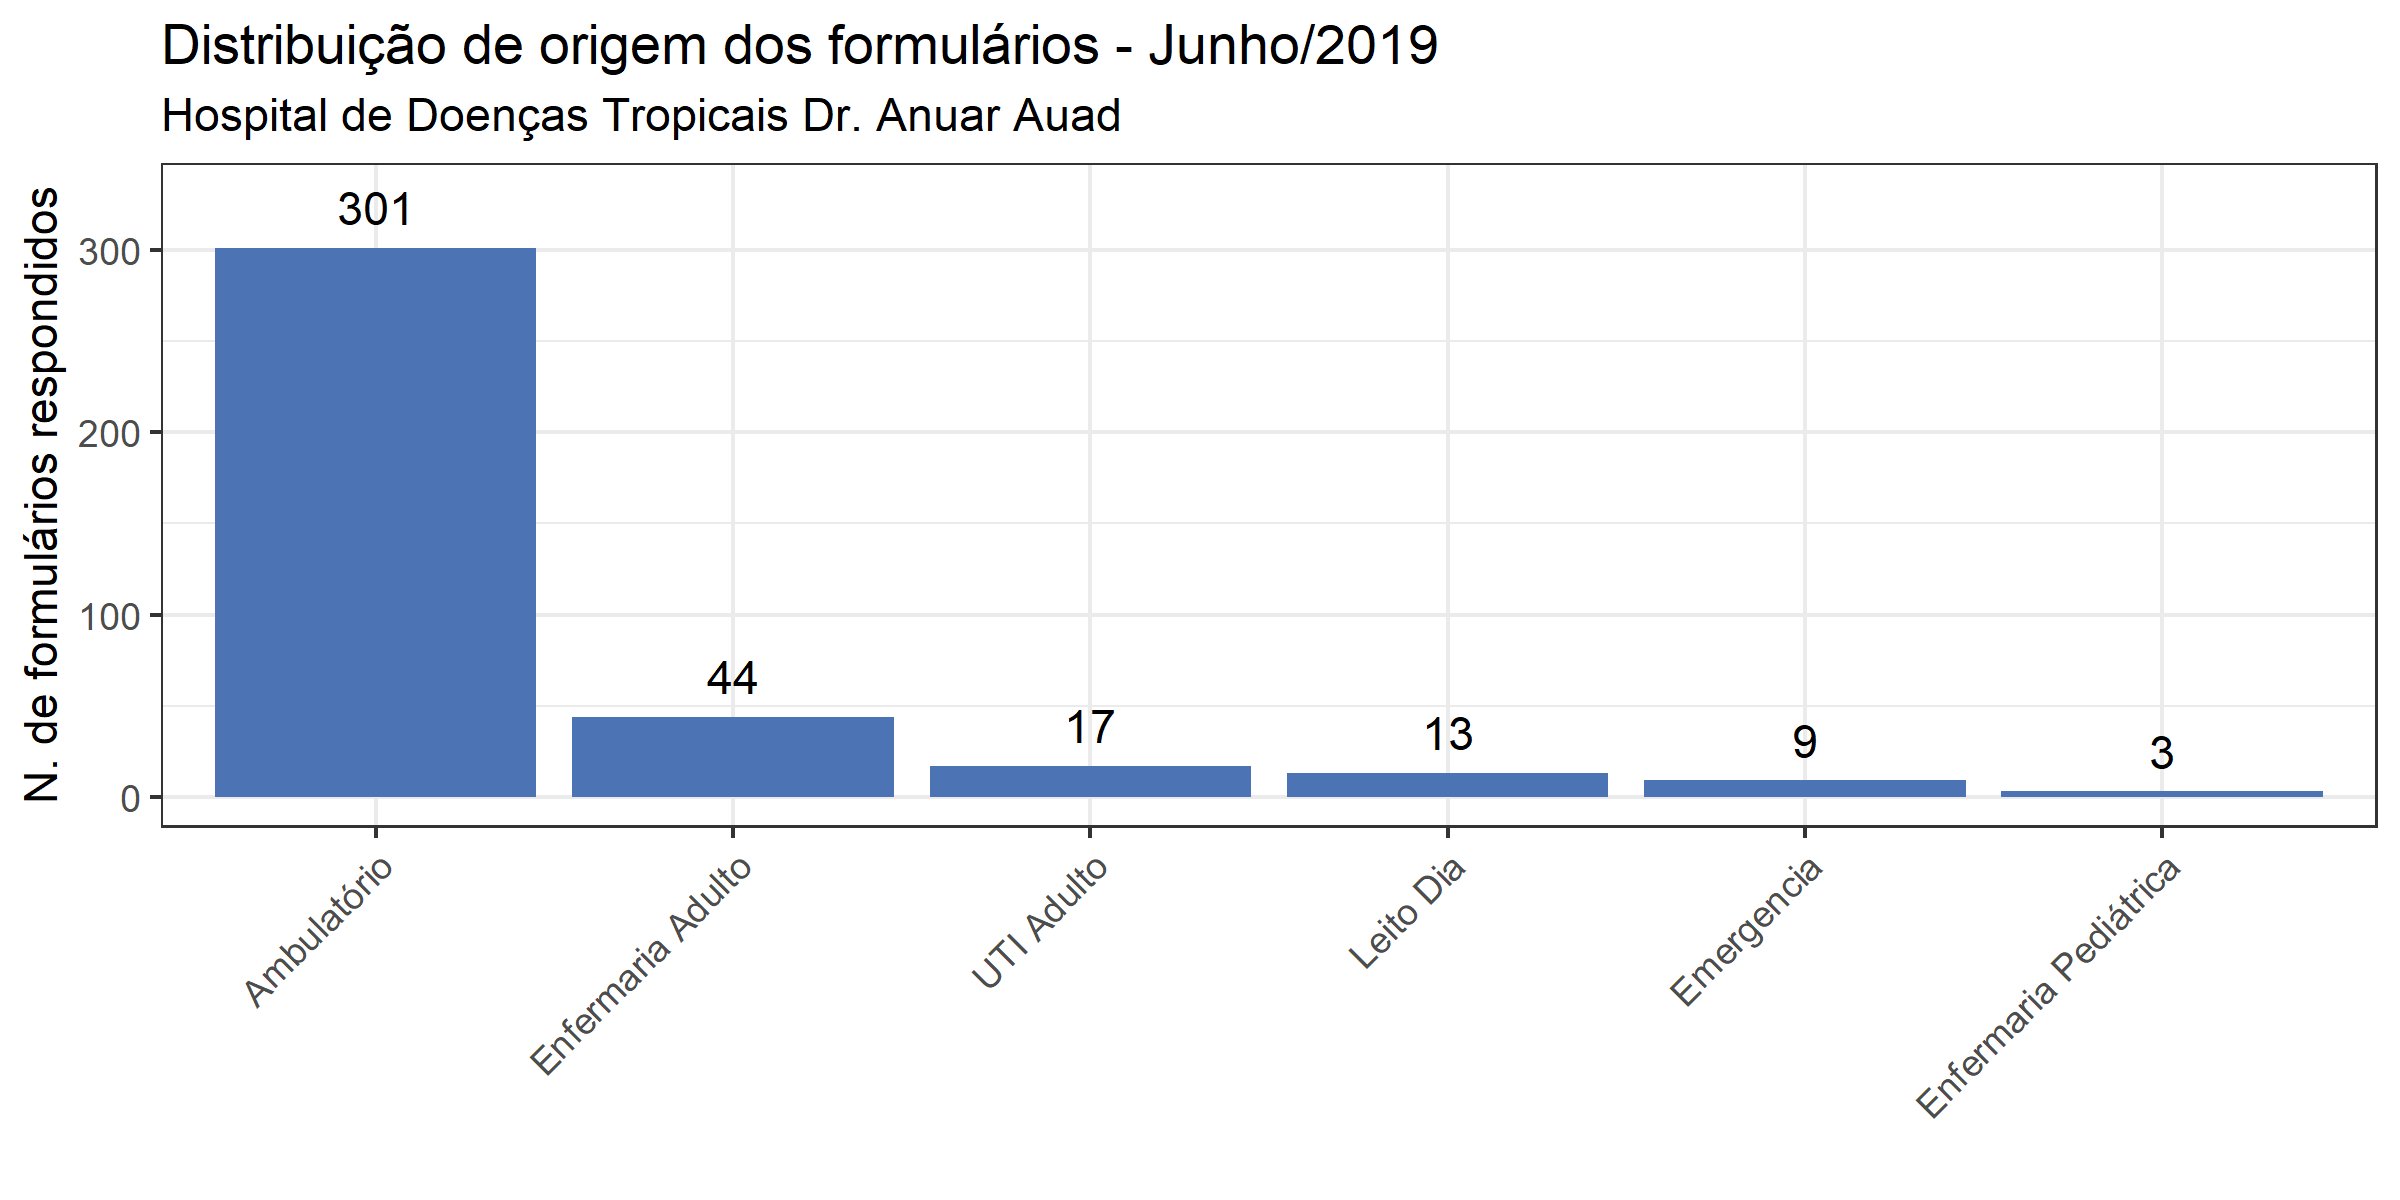 Distribuição de origem dos formulários - Junho/2019
Hospital de Doenças Tropicais Dr. Anuar Auad
N. de formulários respondidos
300
200
100
0
301
44
17
13
9
3
Ambulatório
Enfermaria Adulto
UTI Adulto
Leito Dia
Emergencia
Enfermaria Pediátrica